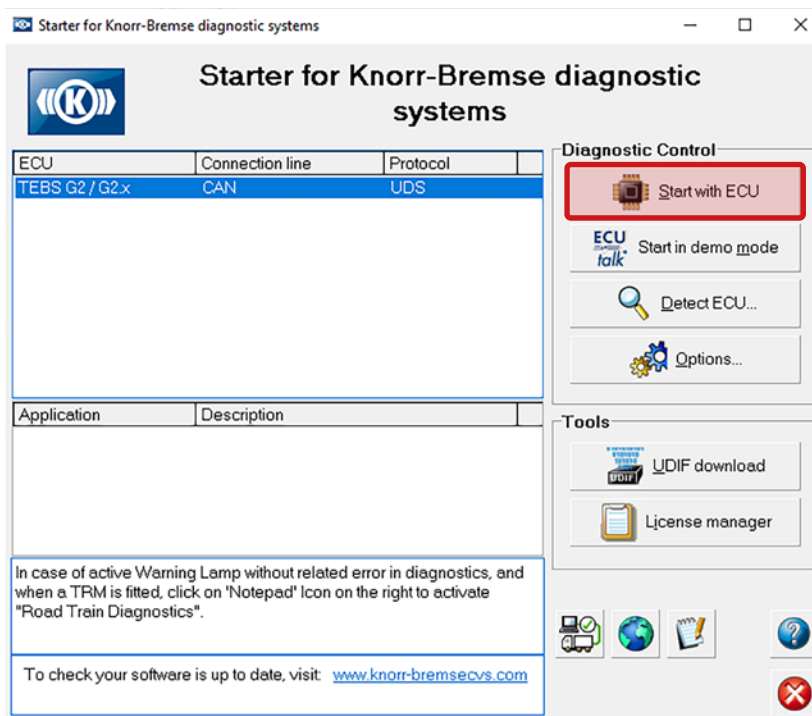 Starter for Knorr-Bremse diagnostic systems
Starter for Knorr-Bremse diagnostic
systems
K
ECU Connection line Protocol
TEBS G2 / G2.x CAN UDS
Diagnostic Control
Start with ECU
ECU
talk
Start in demo mode
Detect ECU...
Options...
Application Description
Tools
UDIF
UDIF download
License manager
In case of active Warning Lamp without related error in diagnostics, and
when a TRM is fitted, click on 'Notepad' Icon on the right to activate
"Road Train Diagnostics".
To check your software is up to date, visit: www.knorr-bremsecvs.com
?